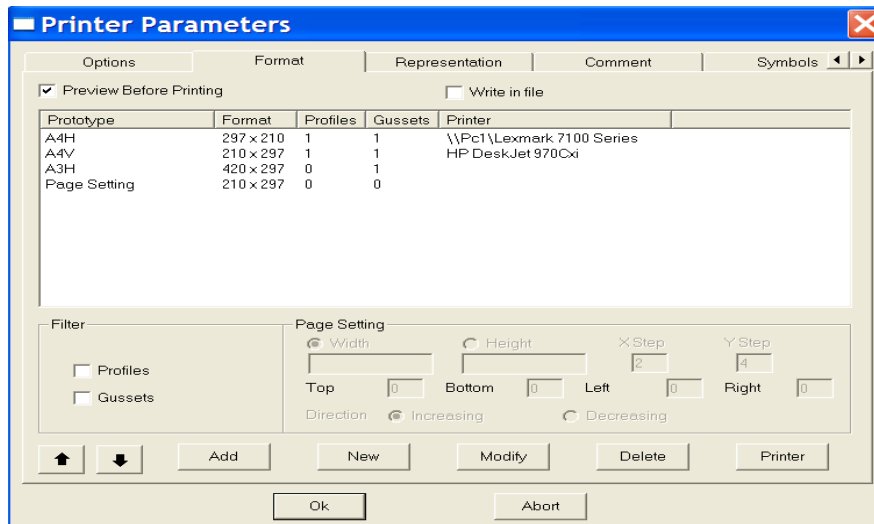 Printer Parameters
Options Format Representation Comment Symbols
Preview Before Printing Write in file
Prototype Format Profiles Gussets Printer
A4H 297 x 210 1 1 \\Pc1\Lexmark 7100 Series
A4V 210 x 297 1 1 HP DeskJet 970Cxi
A3H 420 x 297 0 1
Page Setting 210 x 297 0 0
Filter Page Setting
Width Height X Step Y Step
2 4
Profiles
Top 0 Bottom 0 Left 0 Right 0
Gussets
Direction Increasing Decreasing
Add New Modify Delete Printer
Ok Abort